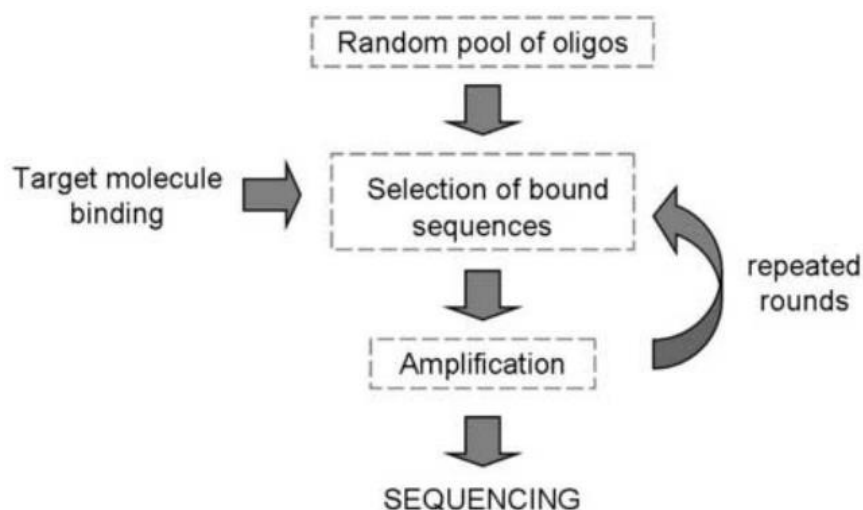 Random pool of oligos
Target molecule
binding
Selection of bound
sequences
repeated
rounds
Amplification
SEQUENCING